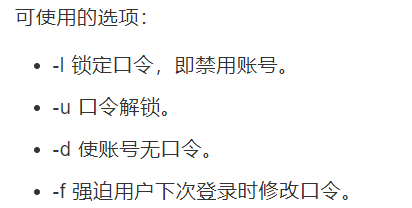 可使用的选项：
• -l 锁定口令，即禁用账号。
• -u 口令解锁。
• -d 使账号无口令。
• -f 强迫用户下次登录时修改口令。